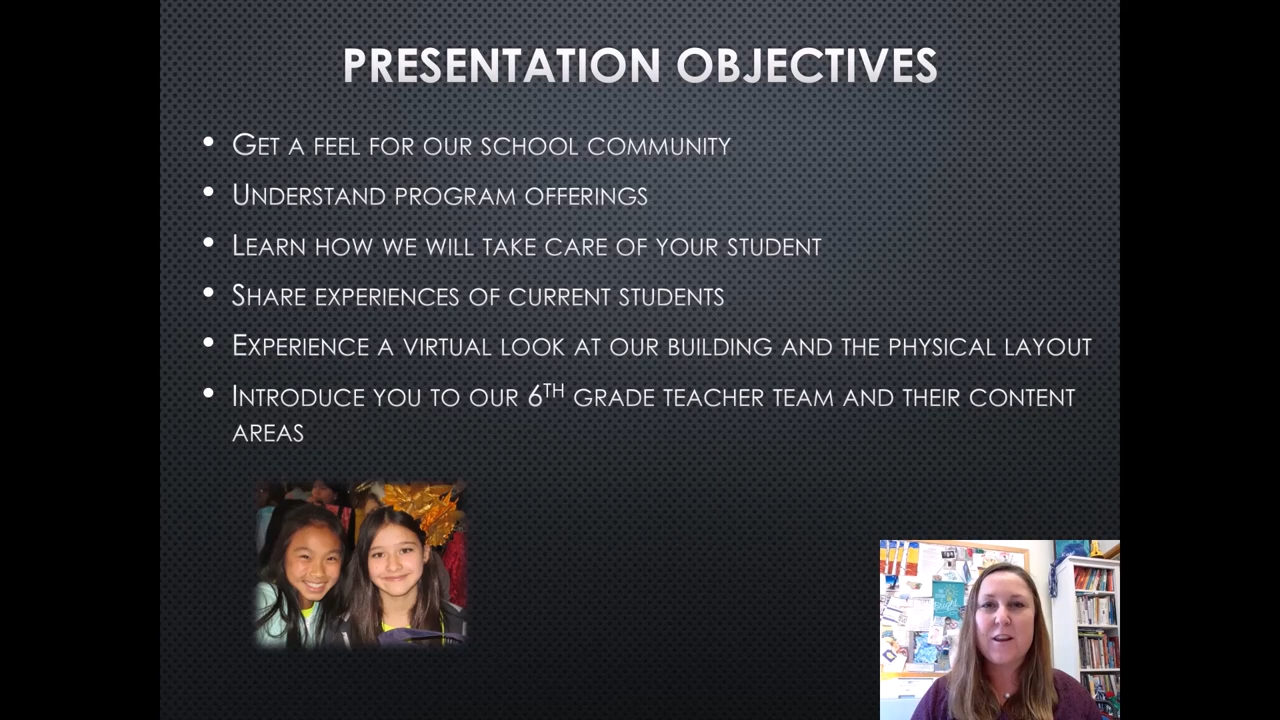 PRESENTATION OBJECTIVES
• GET A FEEL FOR OUR SCHOOL COMMUNITY
• UNDERSTAND PROGRAM OFFERINGS
• LEARN HOW WE WILL TAKE CARE OF YOUR STUDENT
• SHARE EXPERIENCES OF CURRENT STUDENTS
• EXPERIENCE A VIRTUAL LOOK AT OUR BUILDING AND THE PHYSICAL LAYOUT
• INTRODUCE YOU TO OUR 6TH GRADE TEACHER TEAM AND THEIR CONTENT
AREAS